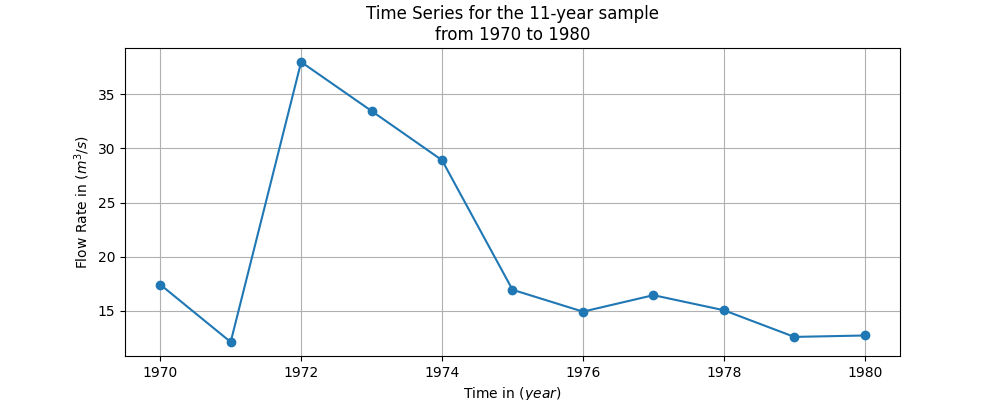 Time Series for the 11-year sample
from 1970 to 1980
Flow Rate in (m³/s)
35
30
25
20
15
1970 1972 1974 1976 1978 1980
Time in (year)